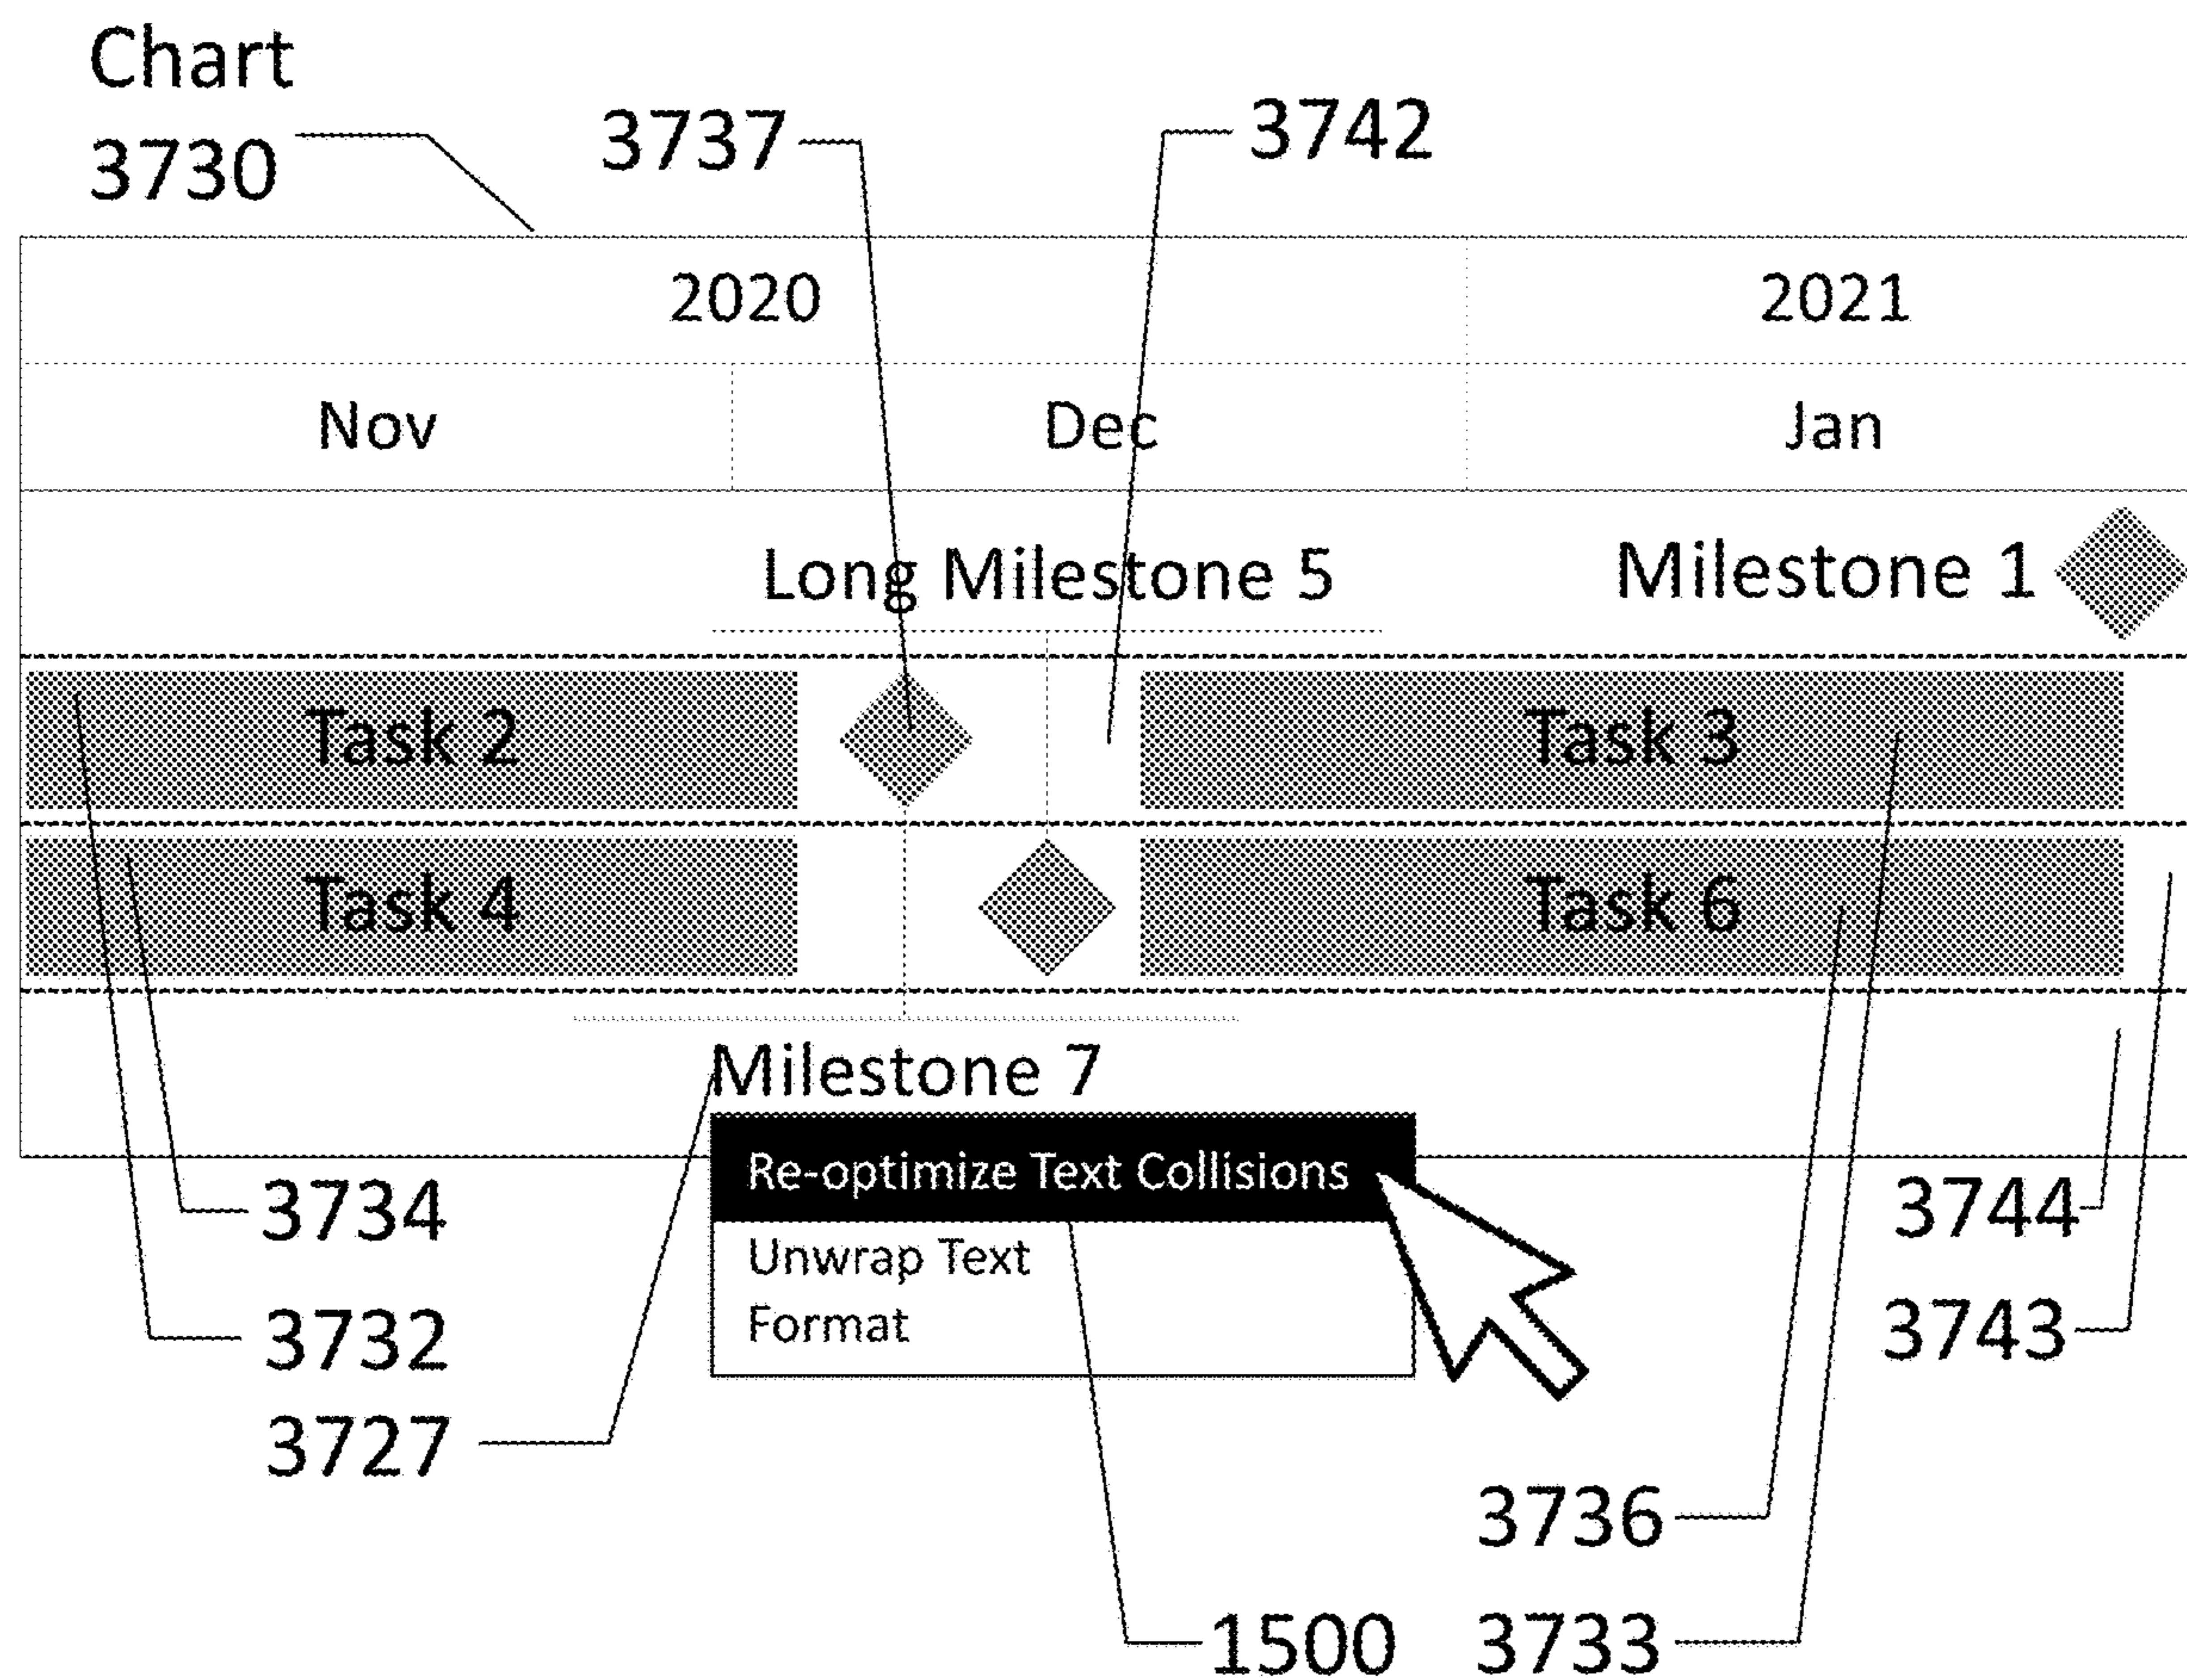 Chart
3730
3737
3742
2020
2021
Nov
Dec
Jan
Long Milestone 5
Milestone 1
Task 2
Task 3
Task 4
Task 6
Milestone 7
Re-optimize Text Collisions
Unwrap Text
Format
3734
3732
3727
3744
3743
3736
1500
3733